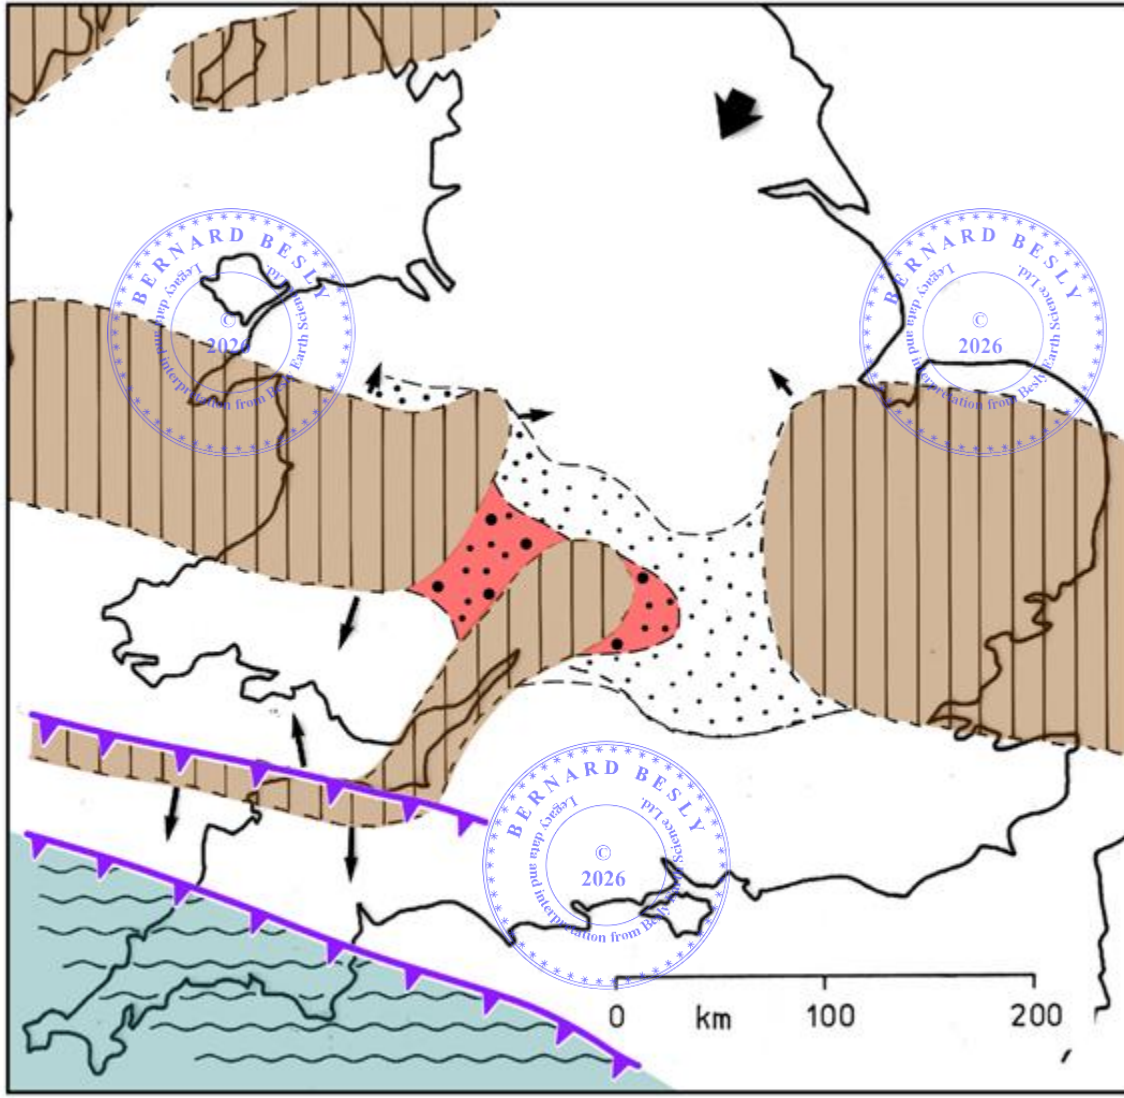 BERNARD BESLY
Legacy data and interpretation from Besly Earth Science Ltd.
©
2026
BERNARD BESLY
Legacy data and interpretation from Besly Earth Science Ltd.
©
2026
BERNARD BESLY
Legacy data and interpretation from Besly Earth Science Ltd.
©
2026
0 km 100 200